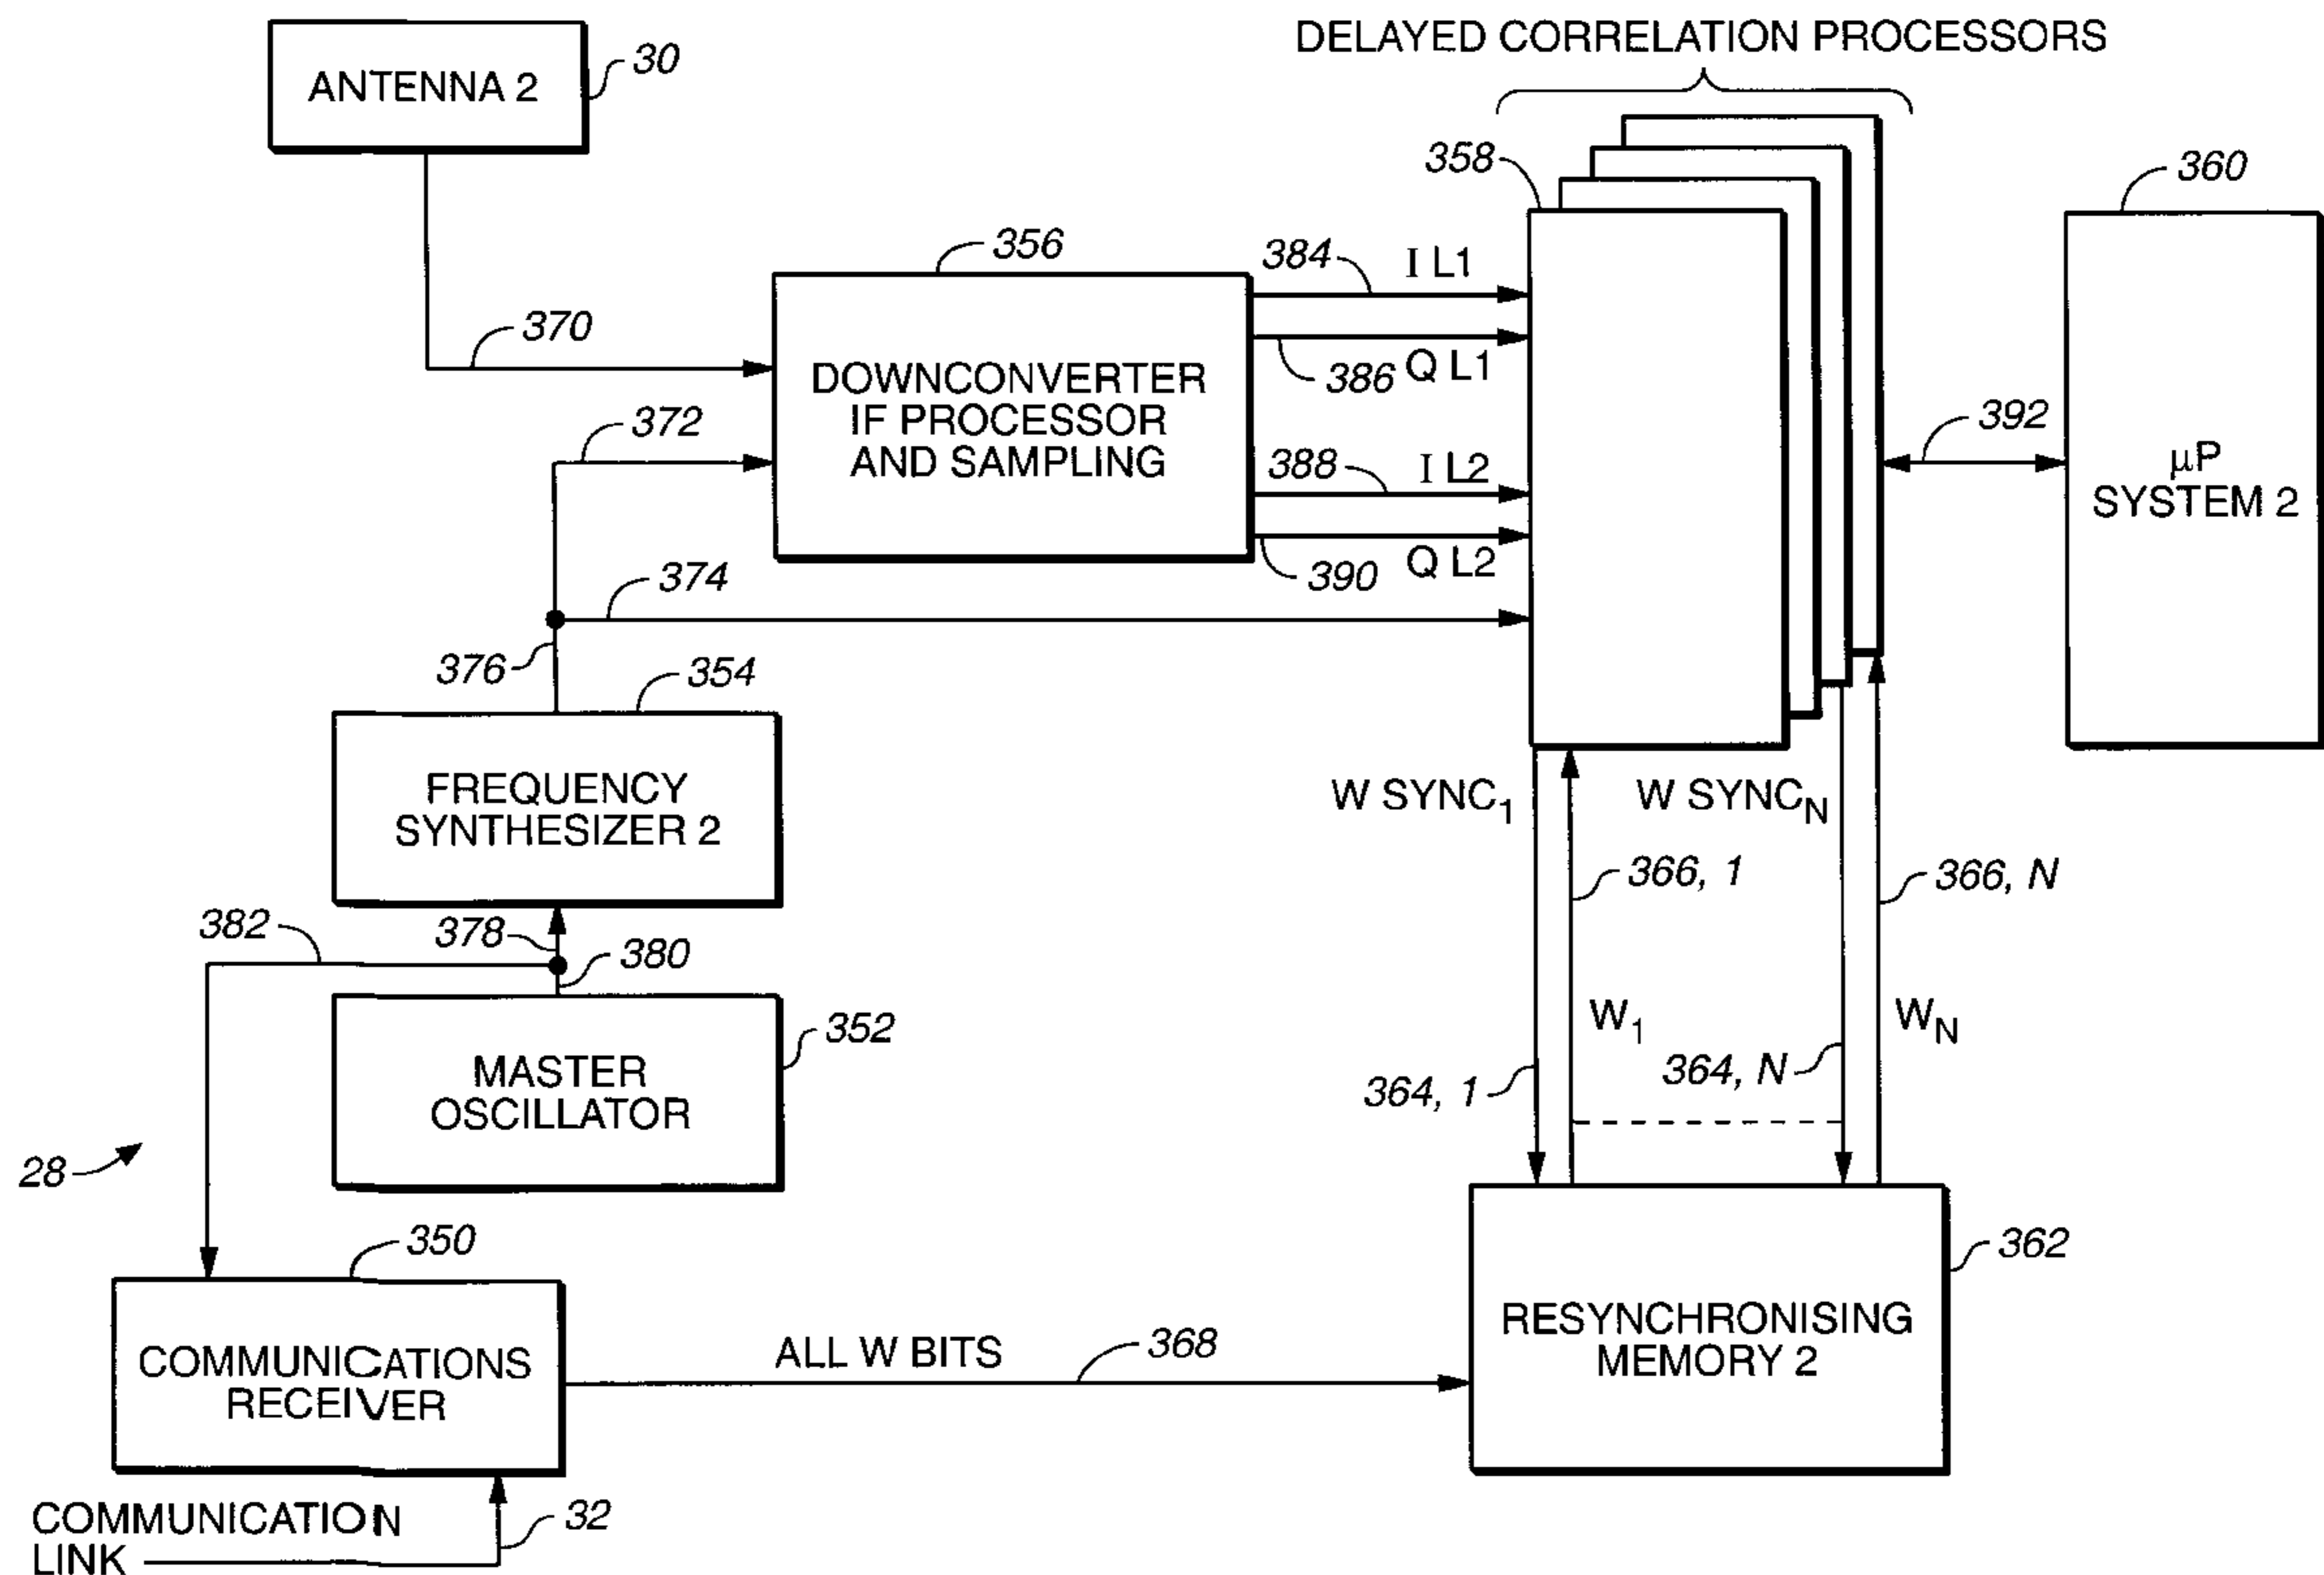 DELAYED CORRELATION PROCESSORS
ANTENNA 2
30
358
360
356
384
I L1
370
386
Q L1
DOWNCONVERTER
IF PROCESSOR
AND SAMPLING
372
392
388
I L2
µP
SYSTEM 2
374
390
Q L2
376
354
FREQUENCY
SYNTHESIZER 2
W SYNC1
W SYNCN
366, 1
366, N
382
378
380
352
W1
WN
MASTER
OSCILLATOR
364, 1
364, N
28
350
362
COMMUNICATIONS
RECEIVER
ALL W BITS
368
RESYNCHRONISING
MEMORY 2
COMMUNICATION
LINK
32